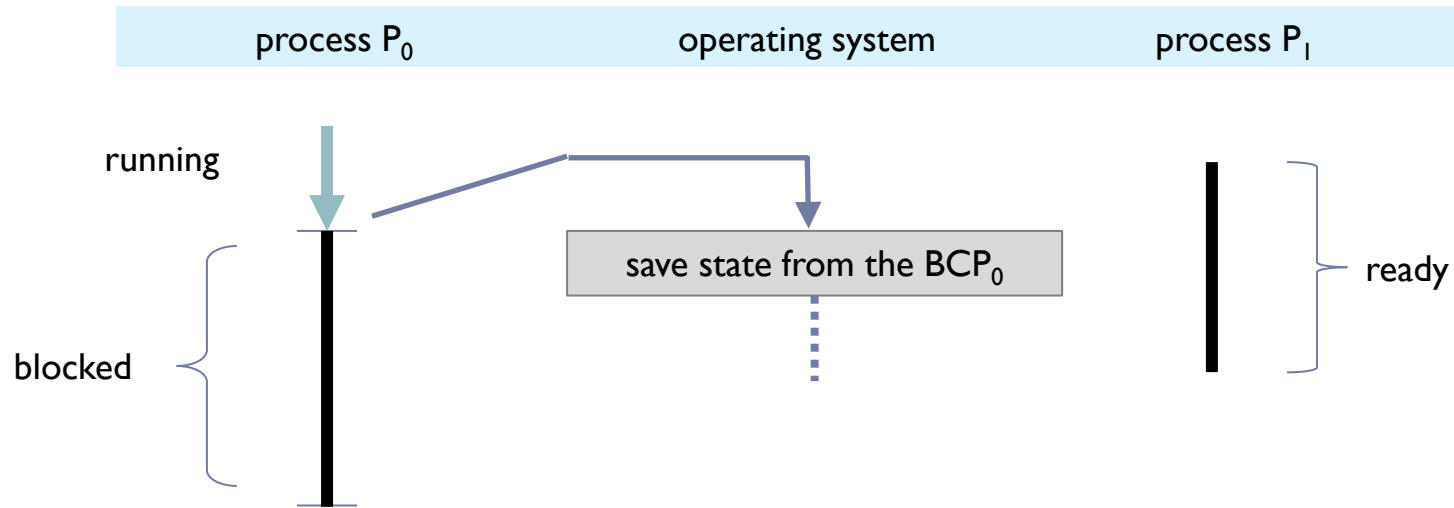 process P₀ operating system process P₁
running
save state from the BCP₀
ready
blocked